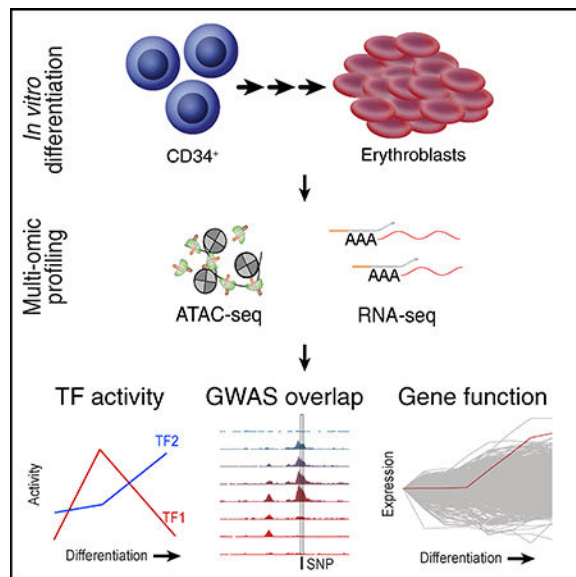 In vitro
differentiation
CD34+
Erythroblasts
Multi-omic
profiling
AAA
AAA
ATAC-seq
RNA-seq
TF activity
GWAS overlap
Gene function
Activity
TF2
TF1
Differentiation
SNP
Expression
Differentiation